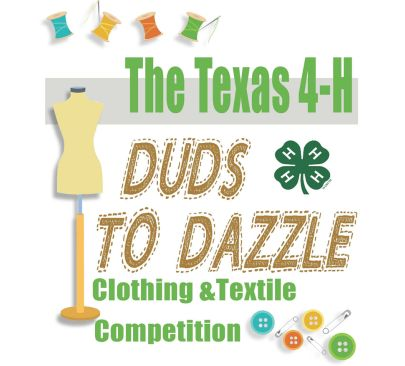 The Texas 4-H
DUDS
H H
H H
TO DAZZLE
Clothing &Textile
Competition